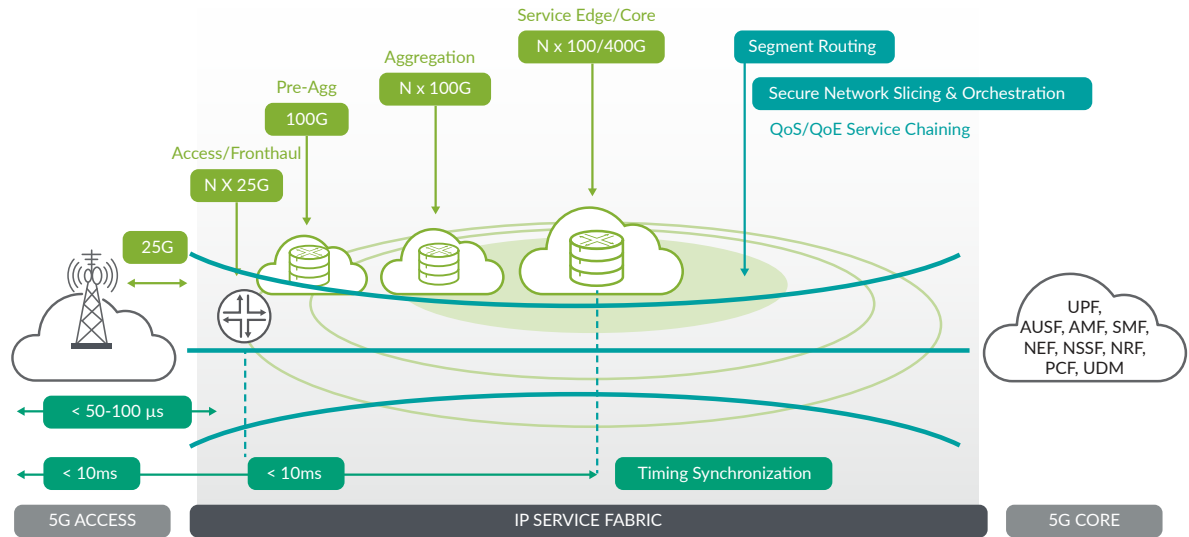 Service Edge/Core
N x 100/400G
Segment Routing
Aggregation
N x 100G
Secure Network Slicing & Orchestration
Pre-Agg
100G
QoS/QoE Service Chaining
Access/Fronthaul
N X 25G
25G
UPF,
AUSF, AMF, SMF,
NEF, NSSF, NRF,
PCF, UDM
< 50-100 µs
< 10ms
< 10ms
Timing Synchronization
5G ACCESS
IP SERVICE FABRIC
5G CORE